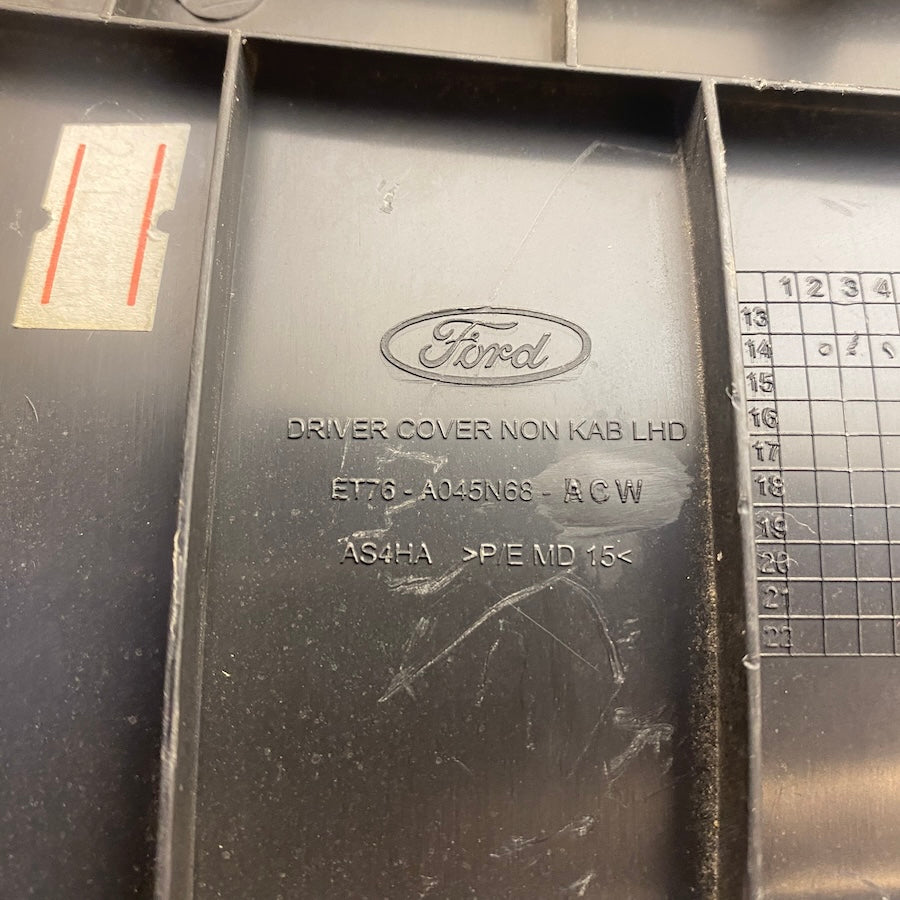 Ford
DRIVER COVER NON KAB LHD
ET76 - A045N68 - ACW
AS4HA >P/E MD 15<
1 2 3 4
13
14
15
16
17
18
19
20
21
22